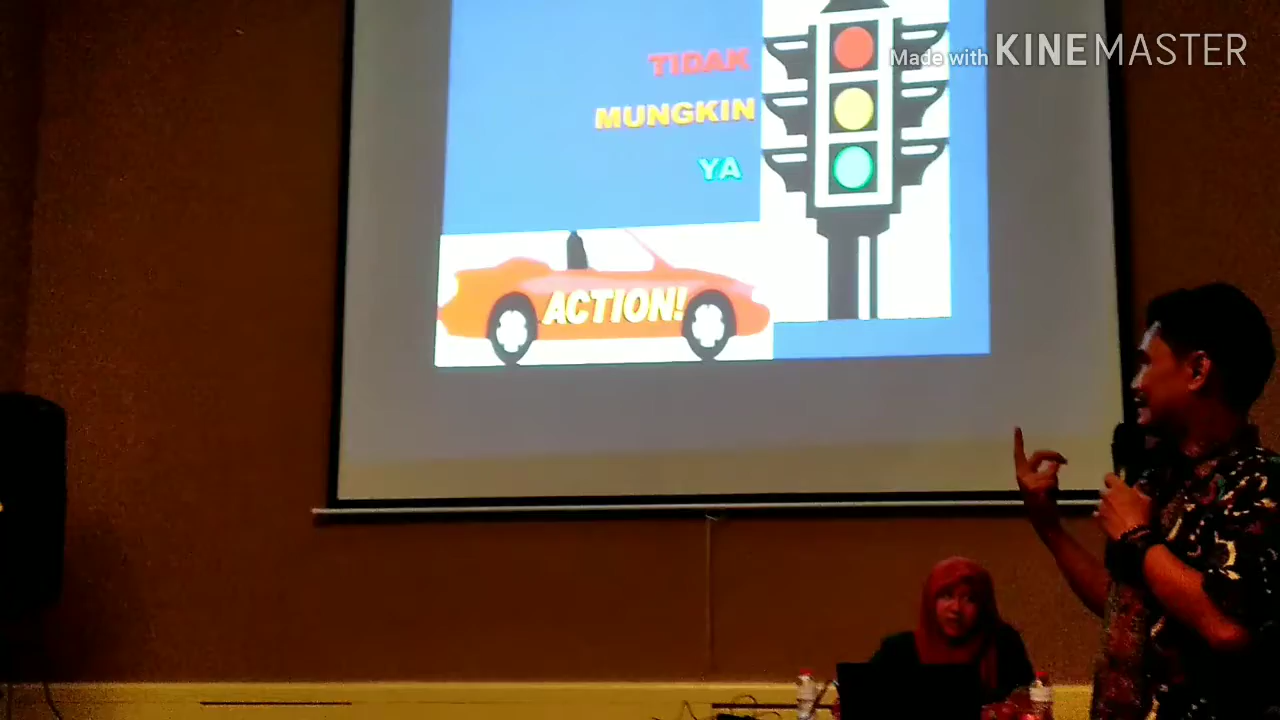 TIDAK
Made with KINEMASTER
MUNGKIN
YA
ACTION!